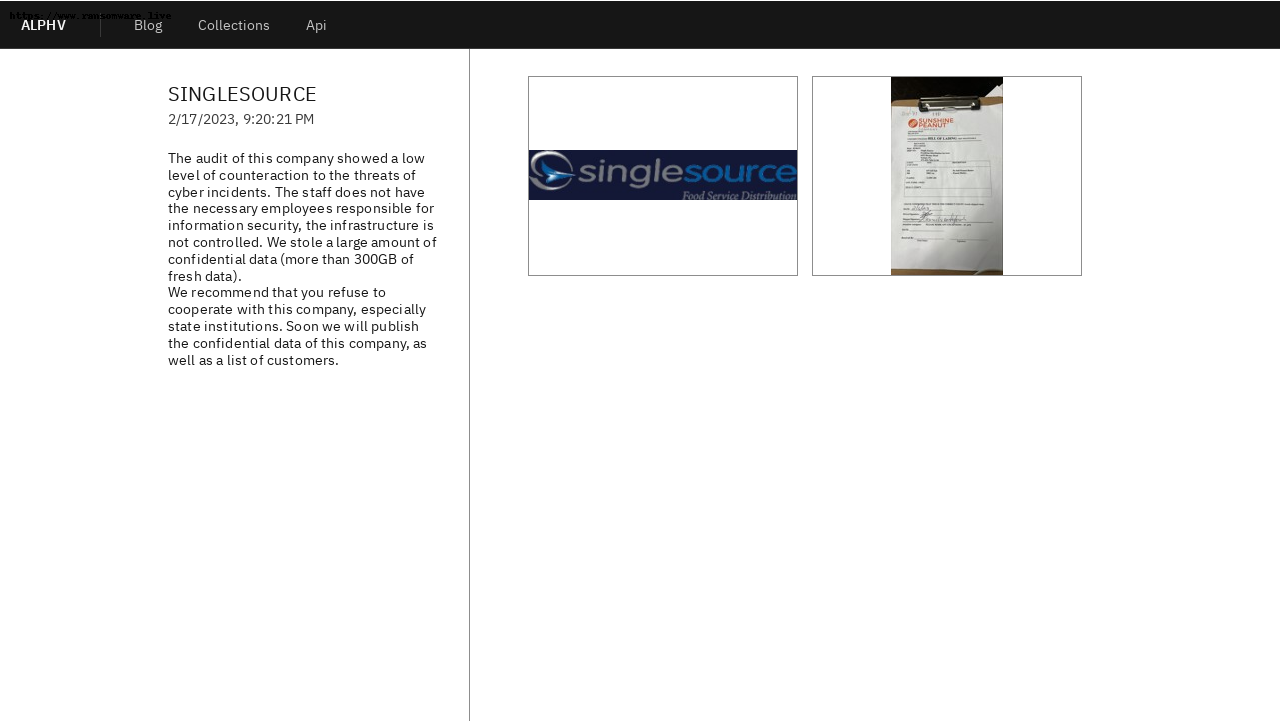 https://www.ransomware.live
ALPHV
Blog
Collections
Api
SINGLESOURCE
2/17/2023, 9:20:21 PM
The audit of this company showed a low
level of counteraction to the threats of
cyber incidents. The staff does not have
the necessary employees responsible for
information security, the infrastructure is
not controlled. We stole a large amount of
confidential data (more than 300GB of
fresh data).
We recommend that you refuse to
cooperate with this company, especially
state institutions. Soon we will publish
the confidential data of this company, as
well as a list of customers.
singlesource
Food Service Distribution
SUNSHINE
PEANUT
BILL OF LADING